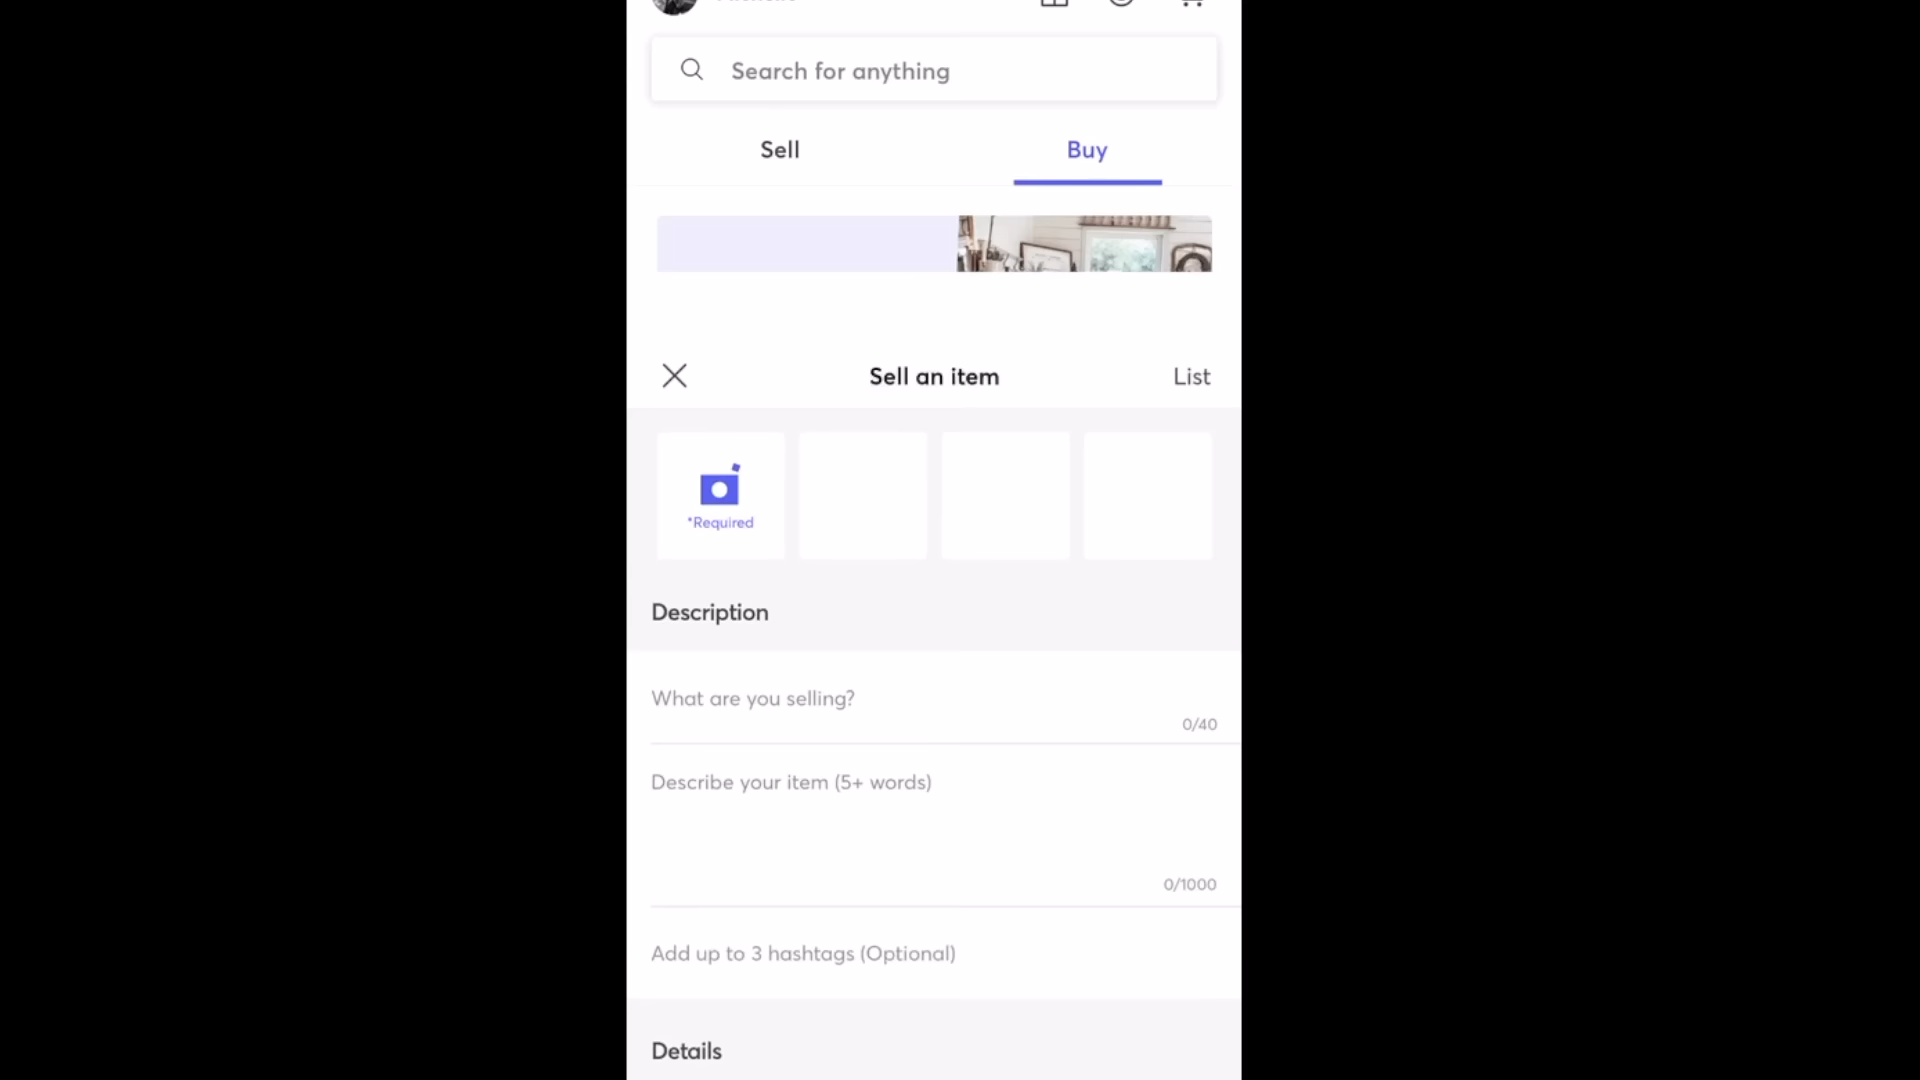 Search for anything
Sell
Buy
Sell an item
List
*Required
Description
What are you selling?
0/40
Describe your item (5+ words)
0/1000
Add up to 3 hashtags (Optional)
Details